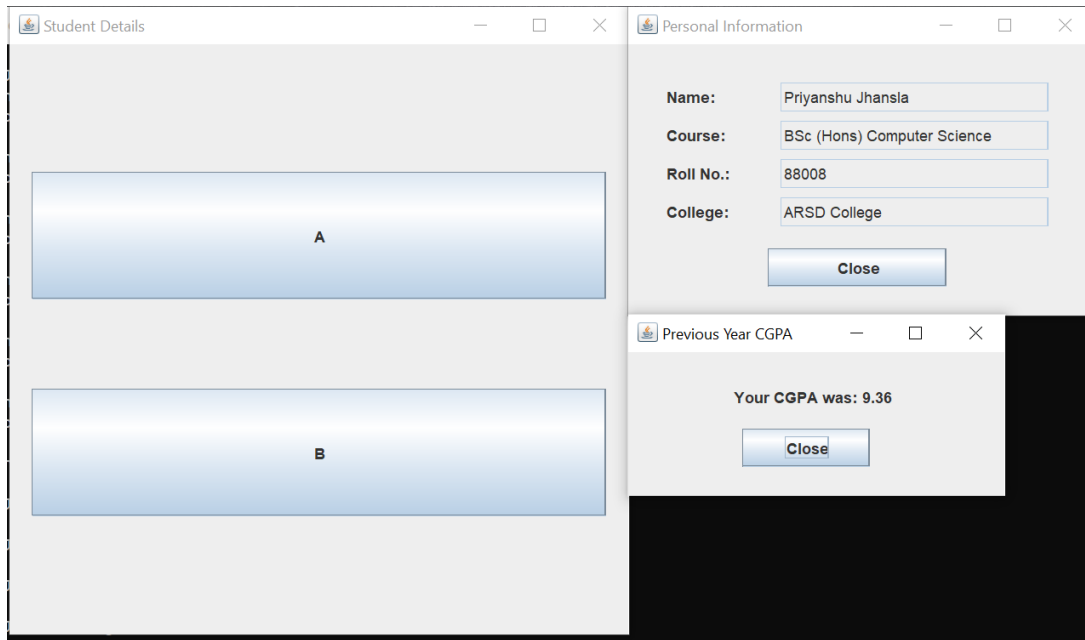 Student Details
A
B
Personal Information
Name: Priyanshu Jhansla
Course: BSc (Hons) Computer Science
Roll No.: 88008
College: ARSD College
Close
Previous Year CGPA
Your CGPA was: 9.36
Close